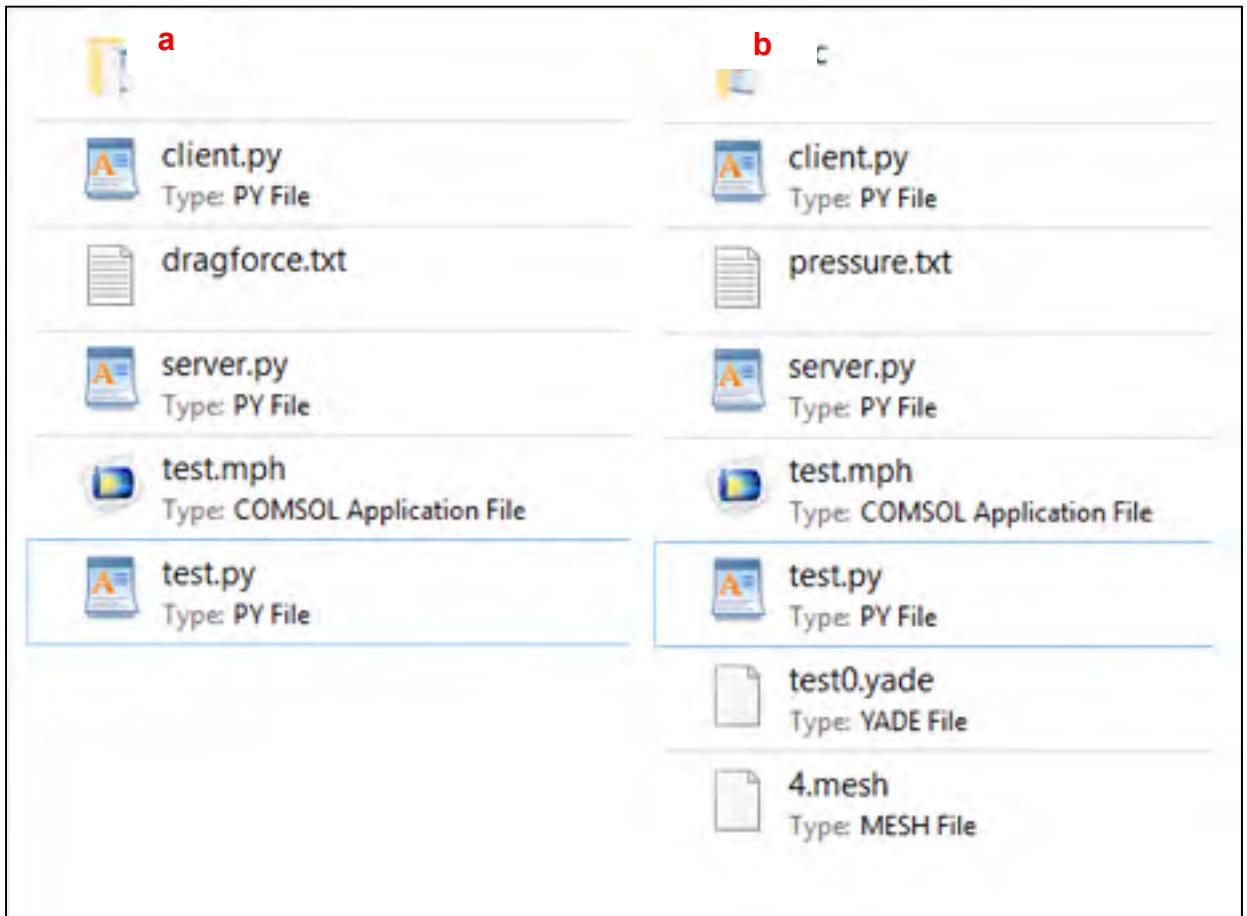 a
client.py
Type: PY File
dragforce.txt
server.py
Type: PY File
test.mph
Type: COMSOL Application File
test.py
Type: PY File
b
client.py
Type: PY File
pressure.txt
server.py
Type: PY File
test.mph
Type: COMSOL Application File
test.py
Type: PY File
test0.yade
Type: YADE File
4.mesh
Type: MESH File